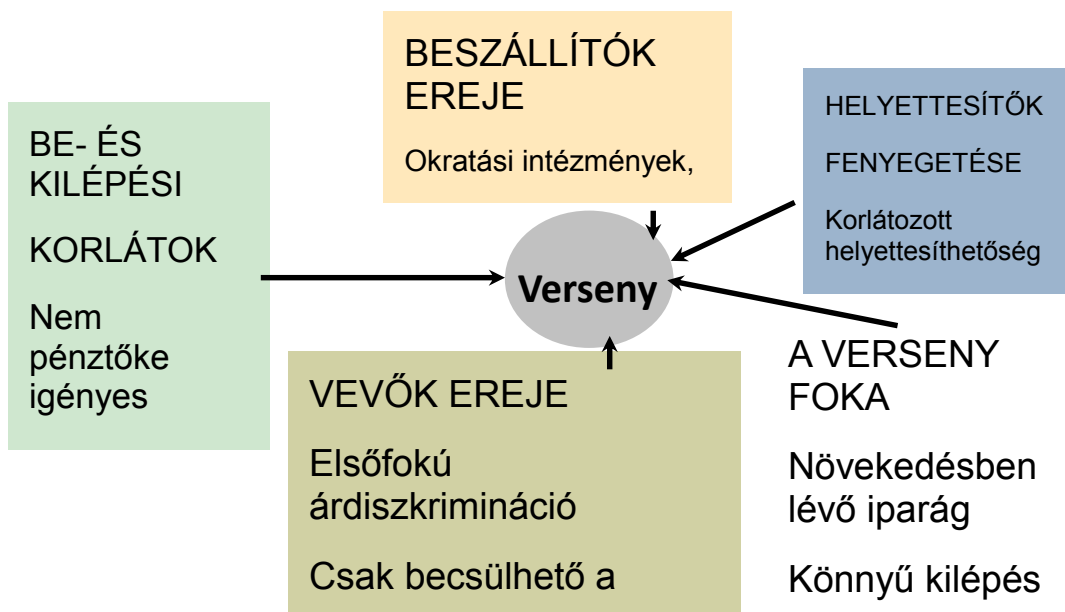 BE- ÉS
KILÉPÉSI
KORLÁTOK
Nem
pénztőke
igényes
BESZÁLLÍTÓK
EREJE
Okratási intézmények,
HELYETTESÍTŐK
FENYEGETÉSE
Korlátozott
helyettesíthetőség
Verseny
VEVŐK EREJE
Elsőfokú
árdiszkrimináció
Csak becsülhető a
A VERSENY
FOKA
Növekedésben
lévő iparág
Könnyű kilépés